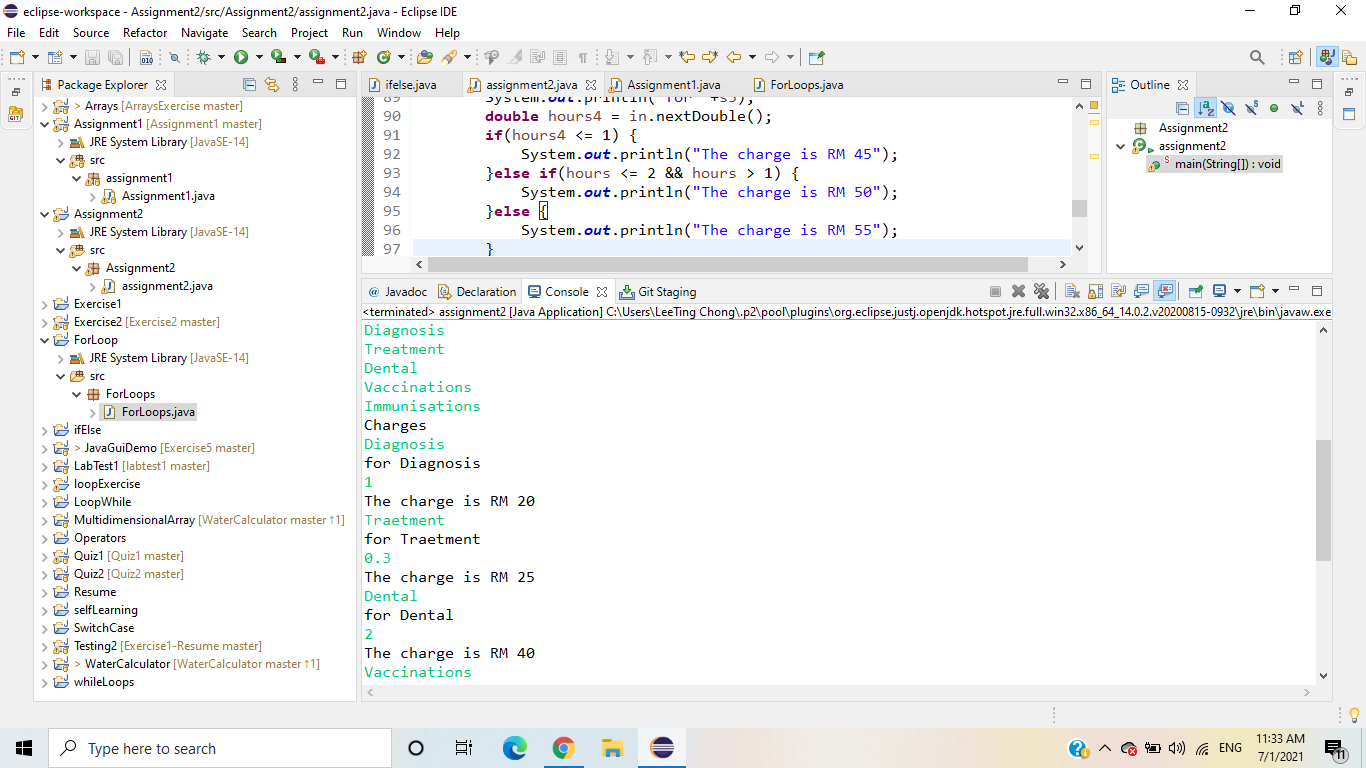 eclipse-workspace - Assignment2/src/Assignment2/assignment2.java - Eclipse IDE
File Edit Source Refactor Navigate Search Project Run Window Help
Package Explorer
> Arrays [ArraysExercise master]
Assignment1 [Assignment1 master]
JRE System Library [JavaSE-14]
src
assignment1
Assignment1.java
Assignment2
JRE System Library [JavaSE-14]
src
Assignment2
assignment2.java
Exercise1
Exercise2 [Exercise2 master]
ForLoop
JRE System Library [JavaSE-14]
src
ForLoops
ForLoops.java
ifElse
> JavaGuiDemo [Exercise5 master]
LabTest1 [labtest1 master]
loopExercise
LoopWhile
MultidimensionalArray [WaterCalculator master ↑1]
Operators
Quiz1 [Quiz1 master]
Quiz2 [Quiz2 master]
Resume
selfLearning
SwitchCase
Testing2 [Exercise1-Resume master]
> WaterCalculator [WaterCalculator master ↑1]
whileLoops
ifelse.java assignment2.java Assignment1.java ForLoops.java
89 System.out.println("for "+s5);
90 double hours4 = in.nextDouble();
91 if(hours4 <= 1) {
92 System.out.println("The charge is RM 45");
93 }else if(hours <= 2 && hours > 1) {
94 System.out.println("The charge is RM 50");
95 }else {
96 System.out.println("The charge is RM 55");
97 }
Outline
Assignment2
assignment2
main(String[]) : void
@ Javadoc Declaration Console Git Staging
<terminated> assignment2 [Java Application] C:\Users\LeeTing Chong\.p2\pool\plugins\org.eclipse.justj.openjdk.hotspot.jre.full.win32.x86_64_14.0.2.v20200815-0932\jre\bin\javaw.exe
Diagnosis
Treatment
Dental
Vaccinations
Immunisations
Charges
Diagnosis
for Diagnosis
1
The charge is RM 20
Traetment
for Traetment
0.3
The charge is RM 25
Dental
for Dental
2
The charge is RM 40
Vaccinations
Type here to search
ENG
11:33 AM
7/1/2021
11